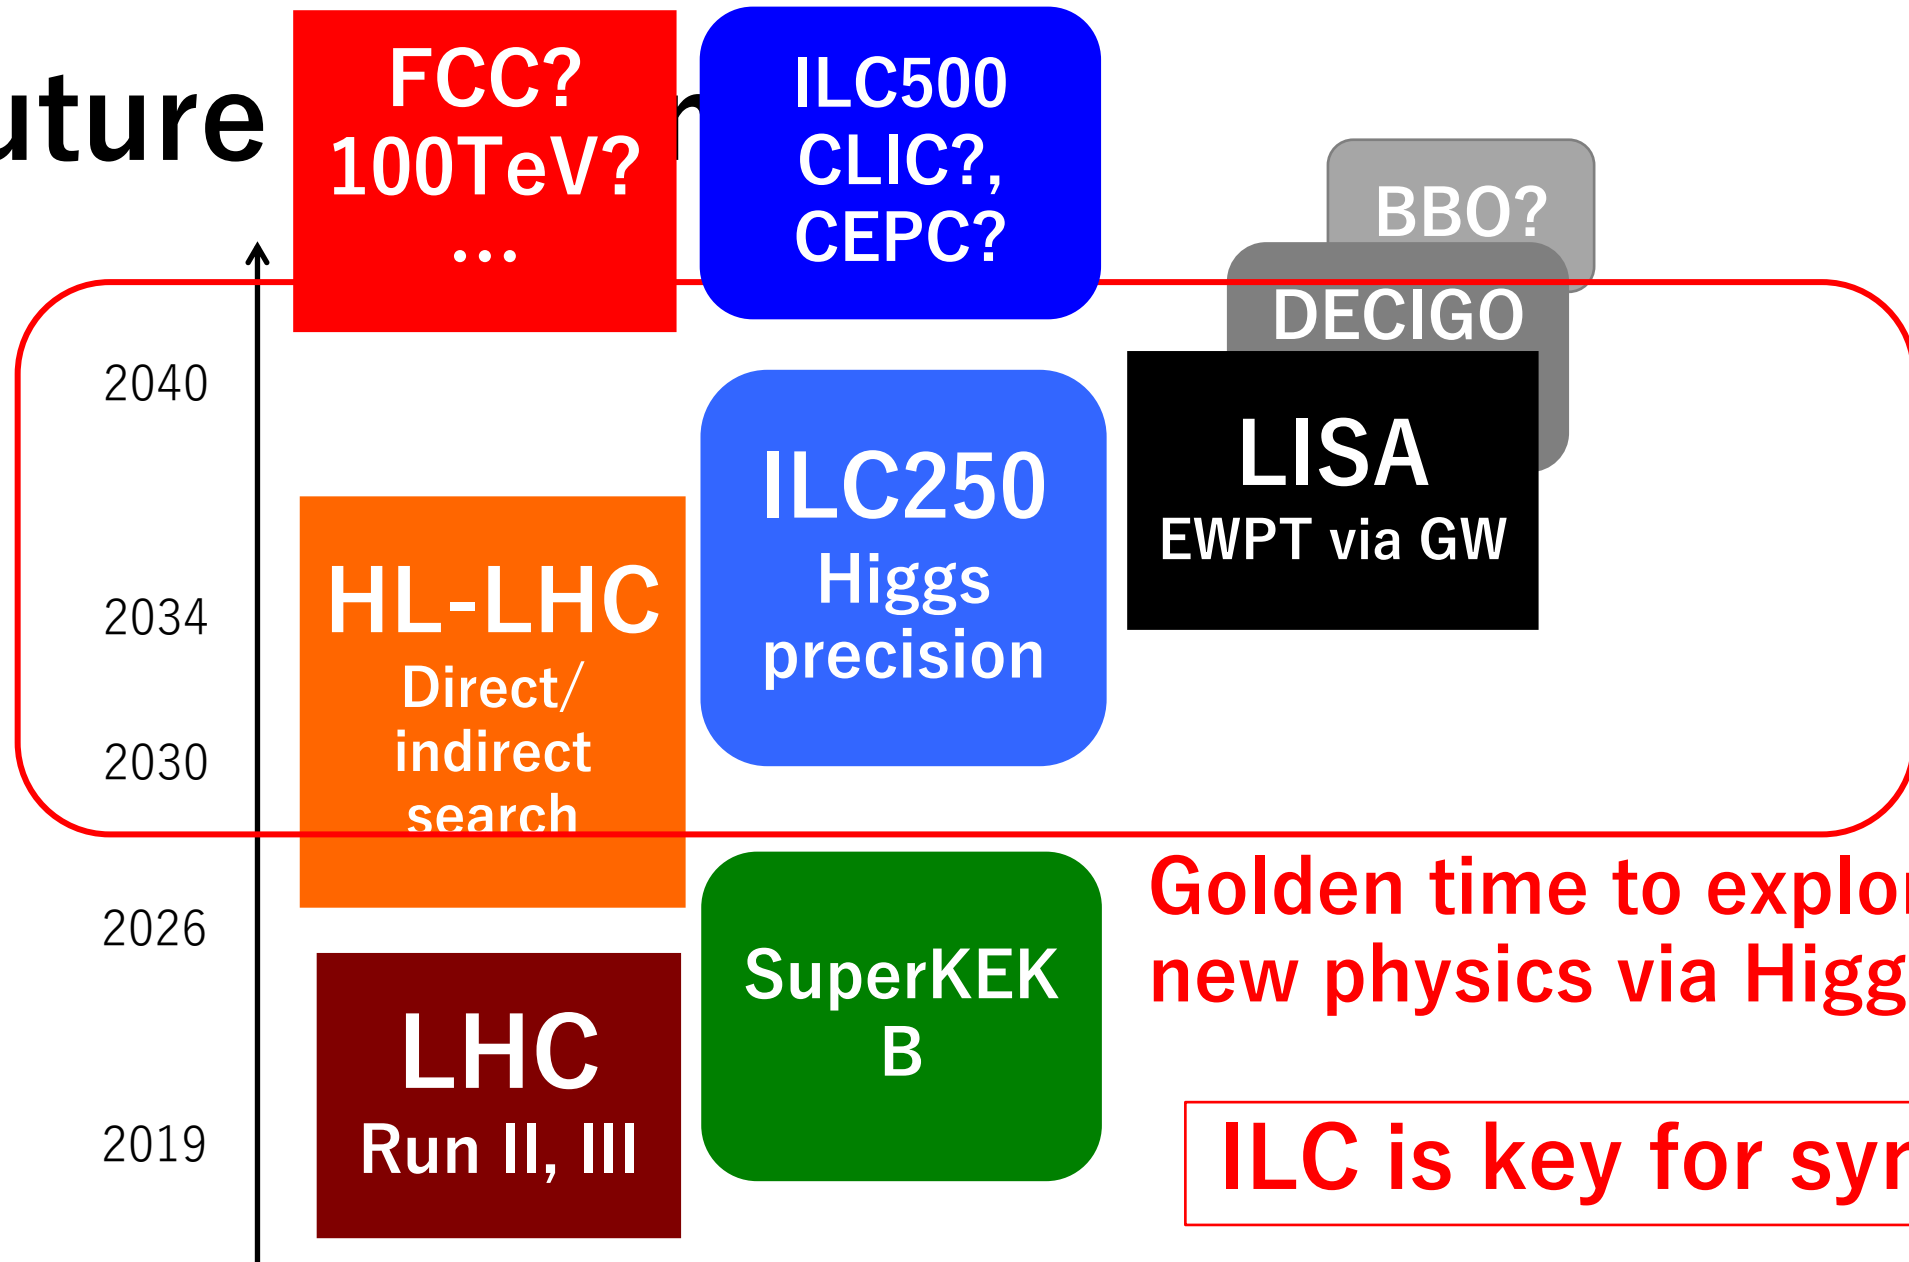 uture
FCC?
100TeV?
...
ILC500
CLIC?,
CEPC?
BBO?
DECIGO
LISA
EWPT via GW
2040
2034
2030
2026
2019
ILC250
Higgs
precision
HL-LHC
Direct/
indirect
search
SuperKEK
B
LHC
Run II, III
Golden time to explor
new physics via Higg
ILC is key for syn